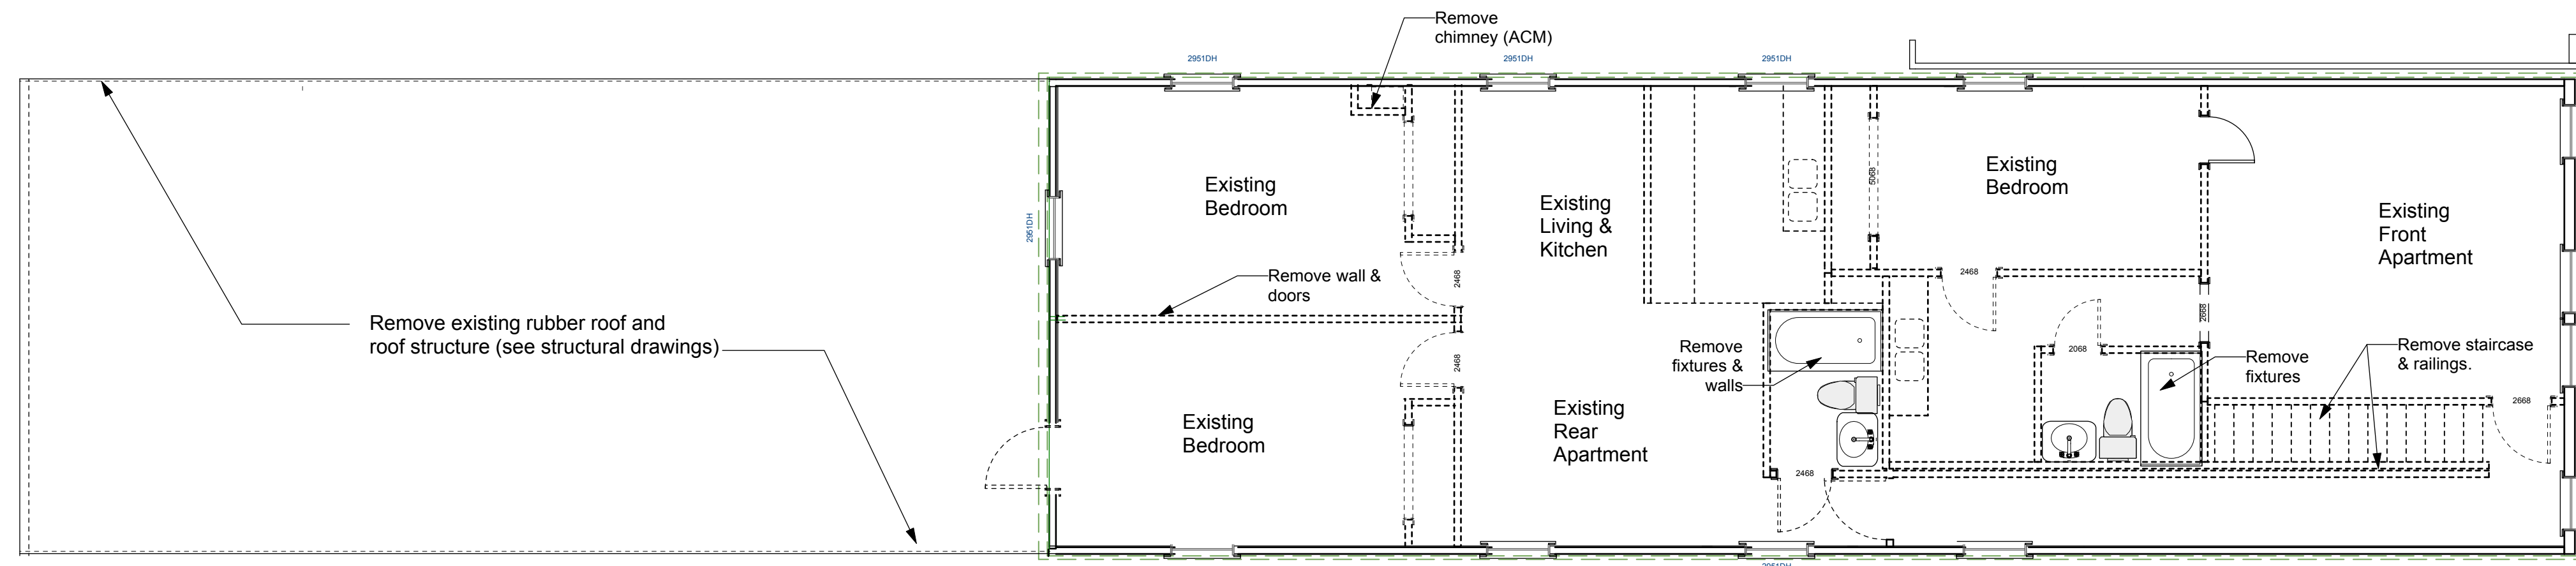 Remove
chimney (ACM)
2951DH
2951DH
2951DH
Existing
Bedroom
Existing
Living &
Kitchen
5068
Existing
Bedroom
Existing
Front
Apartment
2951DH
Remove wall &
doors
2468
2468
2668
Remove existing rubber roof and
roof structure (see structural drawings)
2468
Remove
fixtures &
walls
2068
Remove
fixtures
Remove staircase
& railings.
2668
Existing
Bedroom
Existing
Rear
Apartment
2468
2951DH